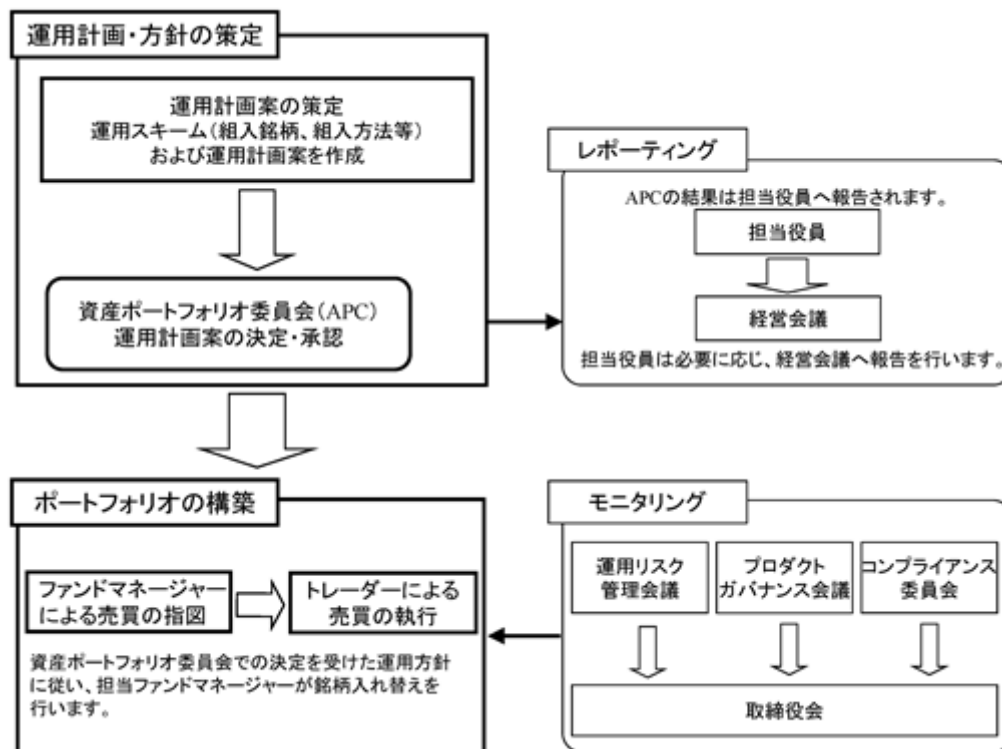 運用計画・方針の策定
運用計画案の策定
運用スキーム(組入銘柄、組入方法等)
および運用計画案を作成
資産ポートフォリオ委員会(APC)
運用計画案の決定・承認
レポーティング
APCの結果は担当役員へ報告されます。
担当役員
経営会議
担当役員は必要に応じ、経営会議へ報告を行います。
ポートフォリオの構築
ファンドマネージャー
による売買の指図
トレーダーによる
売買の執行
資産ポートフォリオ委員会での決定を受けた運用方針
に従い、担当ファンドマネージャーが銘柄入れ替えを
行います。
モニタリング
運用リスク
管理会議
プロダクト
ガバナンス会議
コンプライアンス
委員会
取締役会